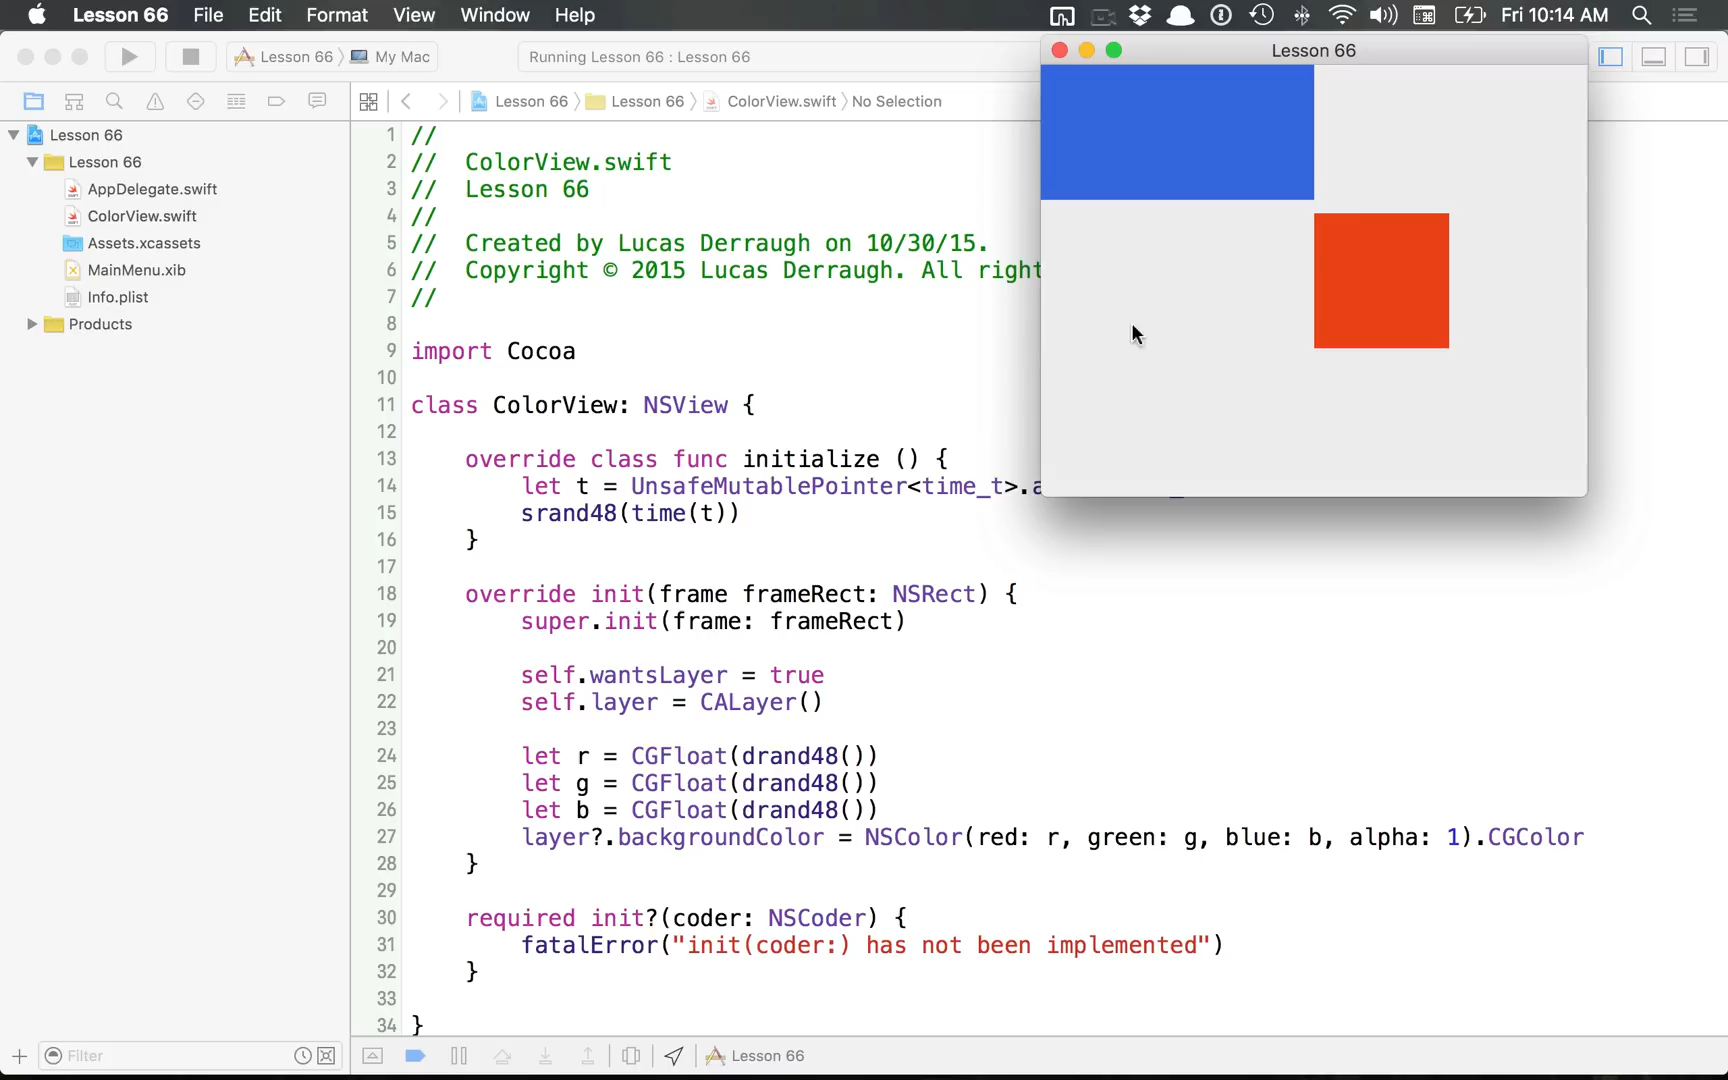 Lesson 66 File Edit Format View Window Help Fri 10:14 AM
Lesson 66 My Mac Running Lesson 66 : Lesson 66
Lesson 66
Lesson 66 Lesson 66 ColorView.swift No Selection
Lesson 66
Lesson 66
AppDelegate.swift
ColorView.swift
Assets.xcassets
MainMenu.xib
Info.plist
Products
1 //
2 //  ColorView.swift
3 //  Lesson 66
4 //
5 //  Created by Lucas Derraugh on 10/30/15.
6 //  Copyright © 2015 Lucas Derraugh. All right
7 //
8
9 import Cocoa
10
11 class ColorView: NSView {
12
13     override class func initialize () {
14         let t = UnsafeMutablePointer<time_t>.a
15         srand48(time(t))
16     }
17
18     override init(frame frameRect: NSRect) {
19         super.init(frame: frameRect)
20
21         self.wantsLayer = true
22         self.layer = CALayer()
23
24         let r = CGFloat(drand48())
25         let g = CGFloat(drand48())
26         let b = CGFloat(drand48())
27         layer?.backgroundColor = NSColor(red: r, green: g, blue: b, alpha: 1).CGColor
28     }
29
30     required init?(coder: NSCoder) {
31         fatalError("init(coder:) has not been implemented")
32     }
33
34 }
Filter Lesson 66